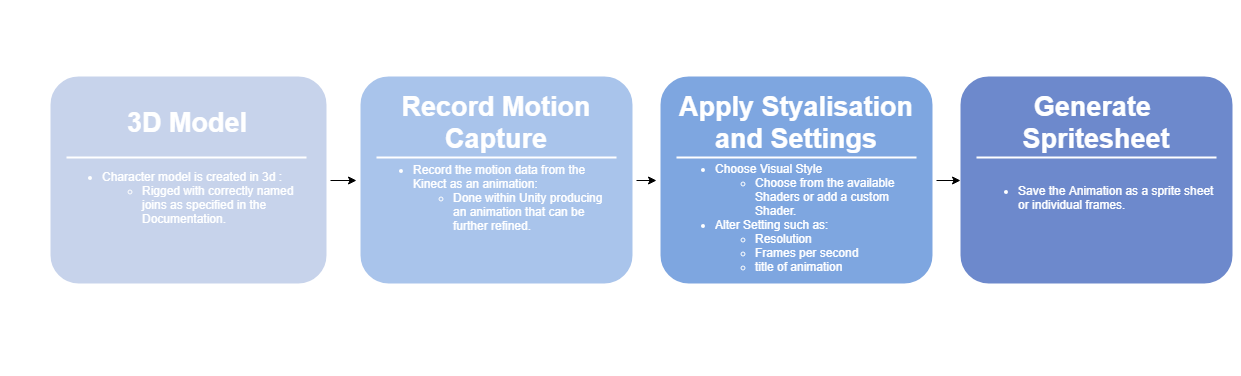 3D Model
Character model is created in 3d :
Rigged with correctly named
joins as specified in the
Documentation.
Record Motion
Capture
Record the motion data from the
Kinect as an animation:
Done within Unity producing
an animation that can be
further refined.
Apply Styalisation
and Settings
Choose Visual Style
Choose from the available
Shaders or add a custom
Shader.
Alter Setting such as:
Resolution
Frames per second
title of animation
Generate
Spritesheet
Save the Animation as a sprite sheet
or individual frames.